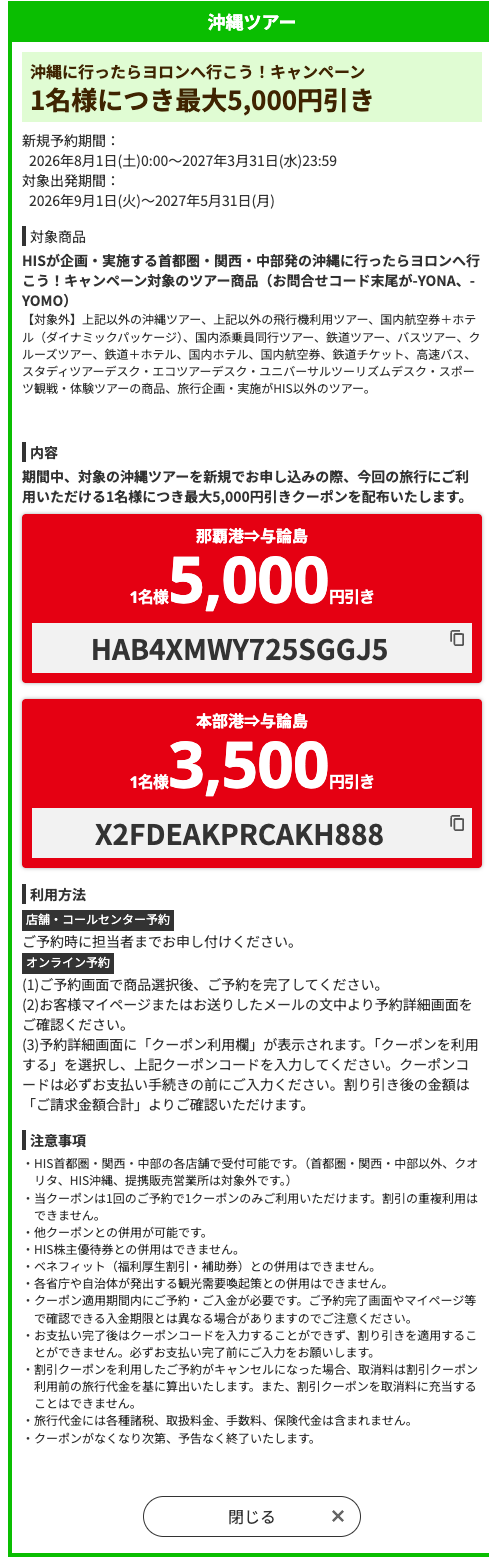 沖縄ツアー
沖縄に行ったらヨロンへ行こう！キャンペーン
1名様につき最大5,000円引き
新規予約期間：
2026年8月1日(土)0:00～2027年3月31日(水)23:59
対象出発期間：
2026年9月1日(火)～2027年5月31日(月)
対象商品
HISが企画・実施する首都圏・関西・中部発の沖縄に行ったらヨロンへ行
こう！キャンペーン対象のツアー商品（お問合せコード末尾が-YONA、-
YOMO）
【対象外】上記以外の沖縄ツアー、上記以外の飛行機利用ツアー、国内航空券＋ホテ
ル（ダイナミックパッケージ）、国内添乗員同行ツアー、鉄道ツアー、バスツアー、ク
ルーズツアー、鉄道＋ホテル、国内ホテル、国内航空券、鉄道チケット、高速バス、
スタディツアーデスク・エコツアーデスク・ユニバーサルツーリズムデスク・スポー
ツ観戦・体験ツアーの商品、旅行企画・実施がHIS以外のツアー。
内容
期間中、対象の沖縄ツアーを新規でお申し込みの際、今回の旅行にご利
用いただける1名様につき最大5,000円引きクーポンを配布いたします。
那覇港⇒与論島
1名様5,000円引き
HAB4XMWY725SGGJ5
本部港⇒与論島
1名様3,500円引き
X2FDEAKPRCAKH888
利用方法
店舗・コールセンター予約
ご予約時に担当者までお申し付けください。
オンライン予約
(1)ご予約画面で商品選択後、ご予約を完了してください。
(2)お客様マイページまたはお送りしたメールの文中より予約詳細画面を
ご確認ください。
(3)予約詳細画面に「クーポン利用欄」が表示されます。「クーポンを利用
する」を選択し、上記クーポンコードを入力してください。クーポンコ
ードは必ずお支払い手続きの前にご入力ください。割り引き後の金額は
「ご請求金額合計」よりご確認いただけます。
注意事項
・HIS首都圏・関西・中部の各店舗で受付可能です。（首都圏・関西・中部以外、クオ
リタ、HIS沖縄、提携販売営業所は対象外です。）
・当クーポンは1回のご予約で1クーポンのみご利用いただけます。割引の重複利用は
できません。
・他クーポンとの併用が可能です。
・HIS株主優待券との併用はできません。
・ベネフィット（福利厚生割引・補助券）との併用はできません。
・各省庁や自治体が発出する観光需要喚起策との併用はできません。
・クーポン適用期間内にご予約・ご入金が必要です。ご予約完了画面やマイページ等
で確認できる入金期限とは異なる場合がありますのでご注意ください。
・お支払い完了後はクーポンコードを入力することができず、割り引きを適用するこ
とができません。必ずお支払い完了前にご入力をお願いします。
・割引クーポンを利用したご予約がキャンセルになった場合、取消料は割引クーポン
利用前の旅行代金を基に算出いたします。また、割引クーポンを取消料に充当する
ことはできません。
・旅行代金には各種諸税、取扱料金、手数料、保険代金は含まれません。
・クーポンがなくなり次第、予告なく終了いたします。
閉じる